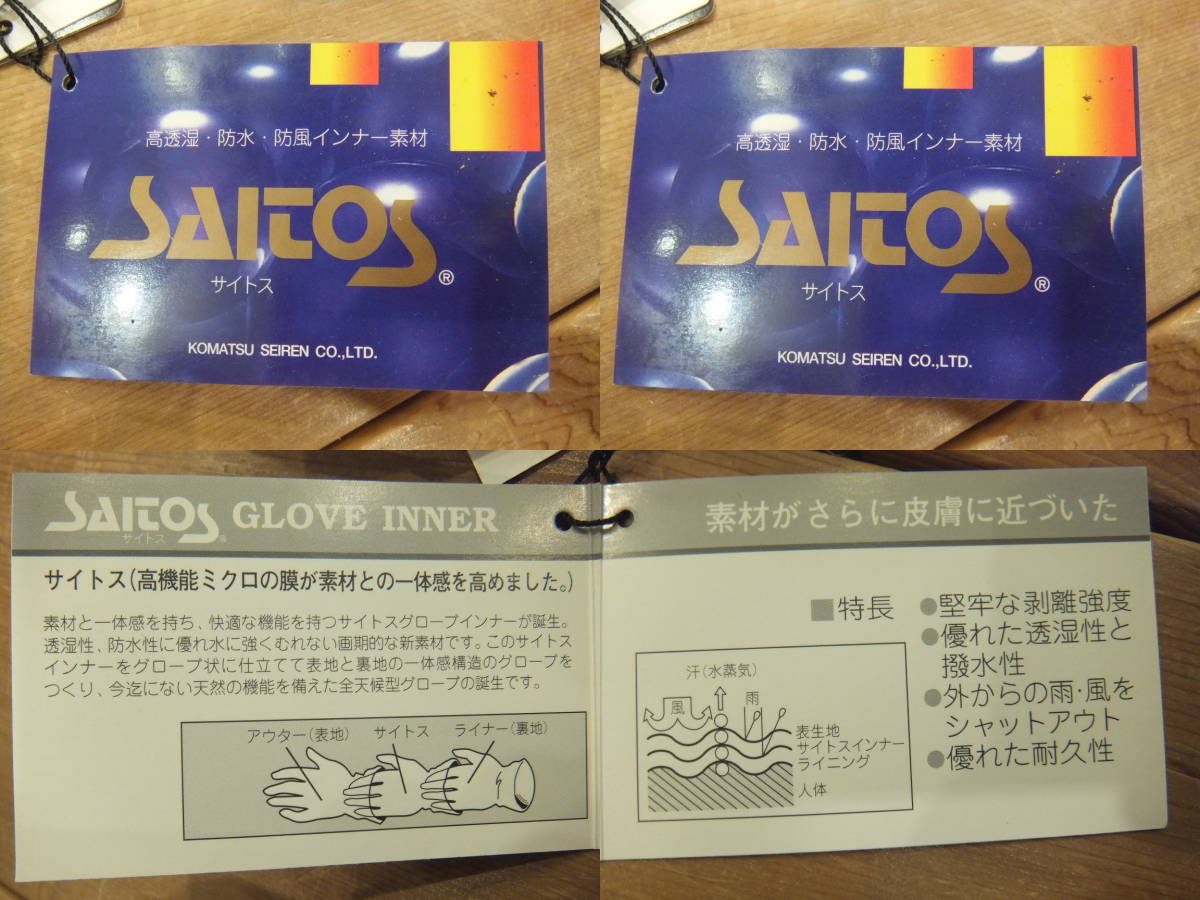 高透湿・防水・防風インナー素材
SAITOS®
サイトス
KOMATSU SEIREN CO.,LTD.
高透湿・防水・防風インナー素材
SAITOS®
サイトス
KOMATSU SEIREN CO.,LTD.
SAITOS® GLOVE INNER
サイトス
サイトス(高機能ミクロの膜が素材との一体感を高めました。)
素材と一体感を持ち、快適な機能を持つサイトスグローブインナーが誕生。
透湿性、防水性に優れ水に強くむれない画期的な新素材です。このサイトス
インナーをグローブ状に仕立てて表地と裏地の一体感構造のグローブを
つくり、今迄にない天然の機能を備えた全天候型グローブの誕生です。
アウター(表地) サイトス ライナー(裏地)
素材がさらに皮膚に近づいた
■特長
●堅牢な剥離強度
●優れた透湿性と
撥水性
●外からの雨・風を
シャットアウト
●優れた耐久性
汗(水蒸気)
風
雨
表生地
サイトスインナー
ライニング
人体